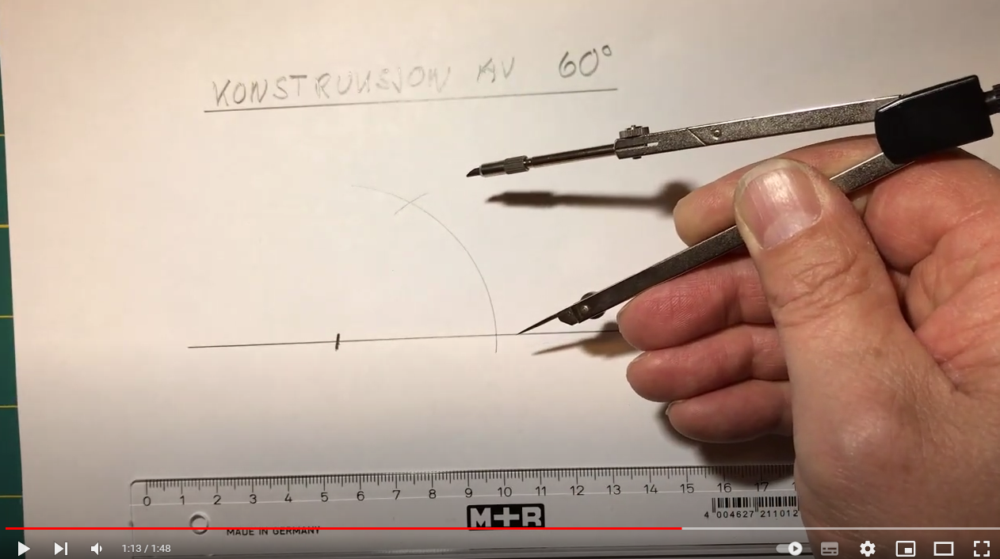 KONSTRUKSJON AV 60°
0 1 2 3 4 5 6 7 8 9 10 11 12 13 14 15 16 17
M+R
4 004627 211012
MADE IN GERMANY
1:13 / 1:48